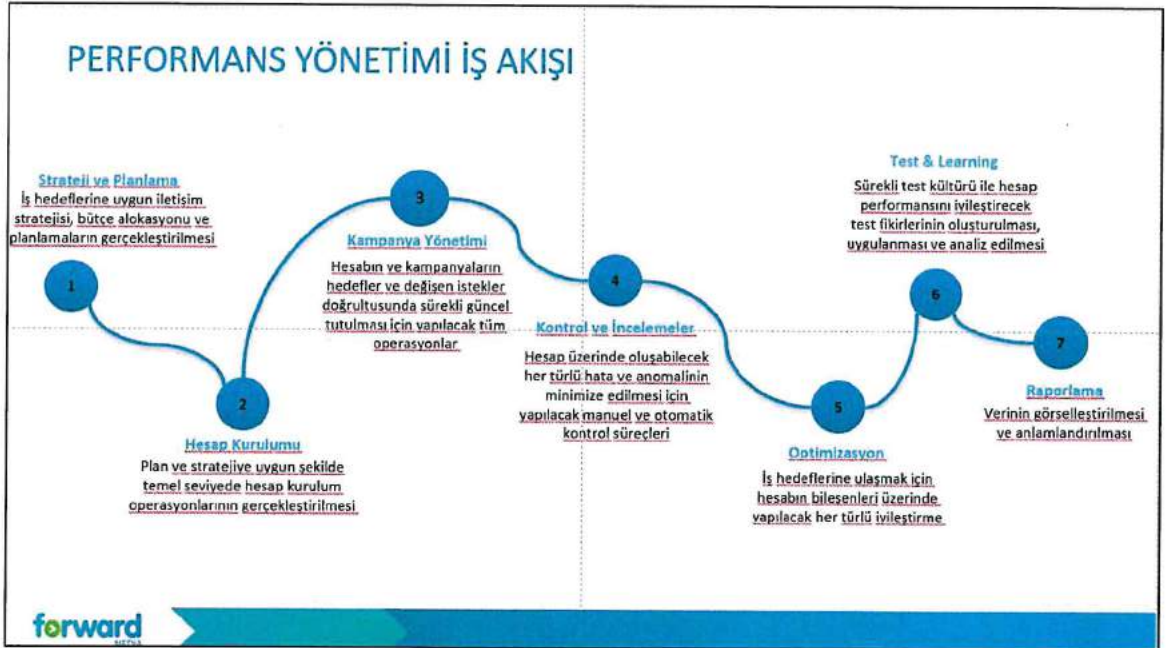 PERFORMANS YÖNETİMİ İŞ AKIŞI
1
Strateji ve Planlama
İş hedeflerine uygun iletişim
stratejisi, bütçe alokasyonu ve
planlamaların gerçekleştirilmesi
2
Hesap Kurulumu
Plan ve stratejiye uygun şekilde
temel seviyede hesap kurulum
operasyonlarının gerçekleştirilmesi
3
Kampanya Yönetimi
Hesabın ve kampanyaların
hedefler ve değişen istekler
doğrultusunda sürekli güncel
tutulması için yapılacak tüm
operasyonlar
4
Kontrol ve İncelemeler
Hesap üzerinde oluşabilecek
her türlü hata ve anomalinin
minimize edilmesi için
yapılacak manuel ve otomatik
kontrol süreçleri
5
Optimizasyon
İş hedeflerine ulaşmak için
hesabın bileşenleri üzerinde
yapılacak her türlü iyileştirme
Test & Learning
Sürekli test kültürü ile hesap
performansını iyileştirecek
test fikirlerinin oluşturulması,
uygulanması ve analiz edilmesi
6
7
Raporlama
Verinin görselleştirilmesi
ve anlamlandırılması
forward
MEDYA